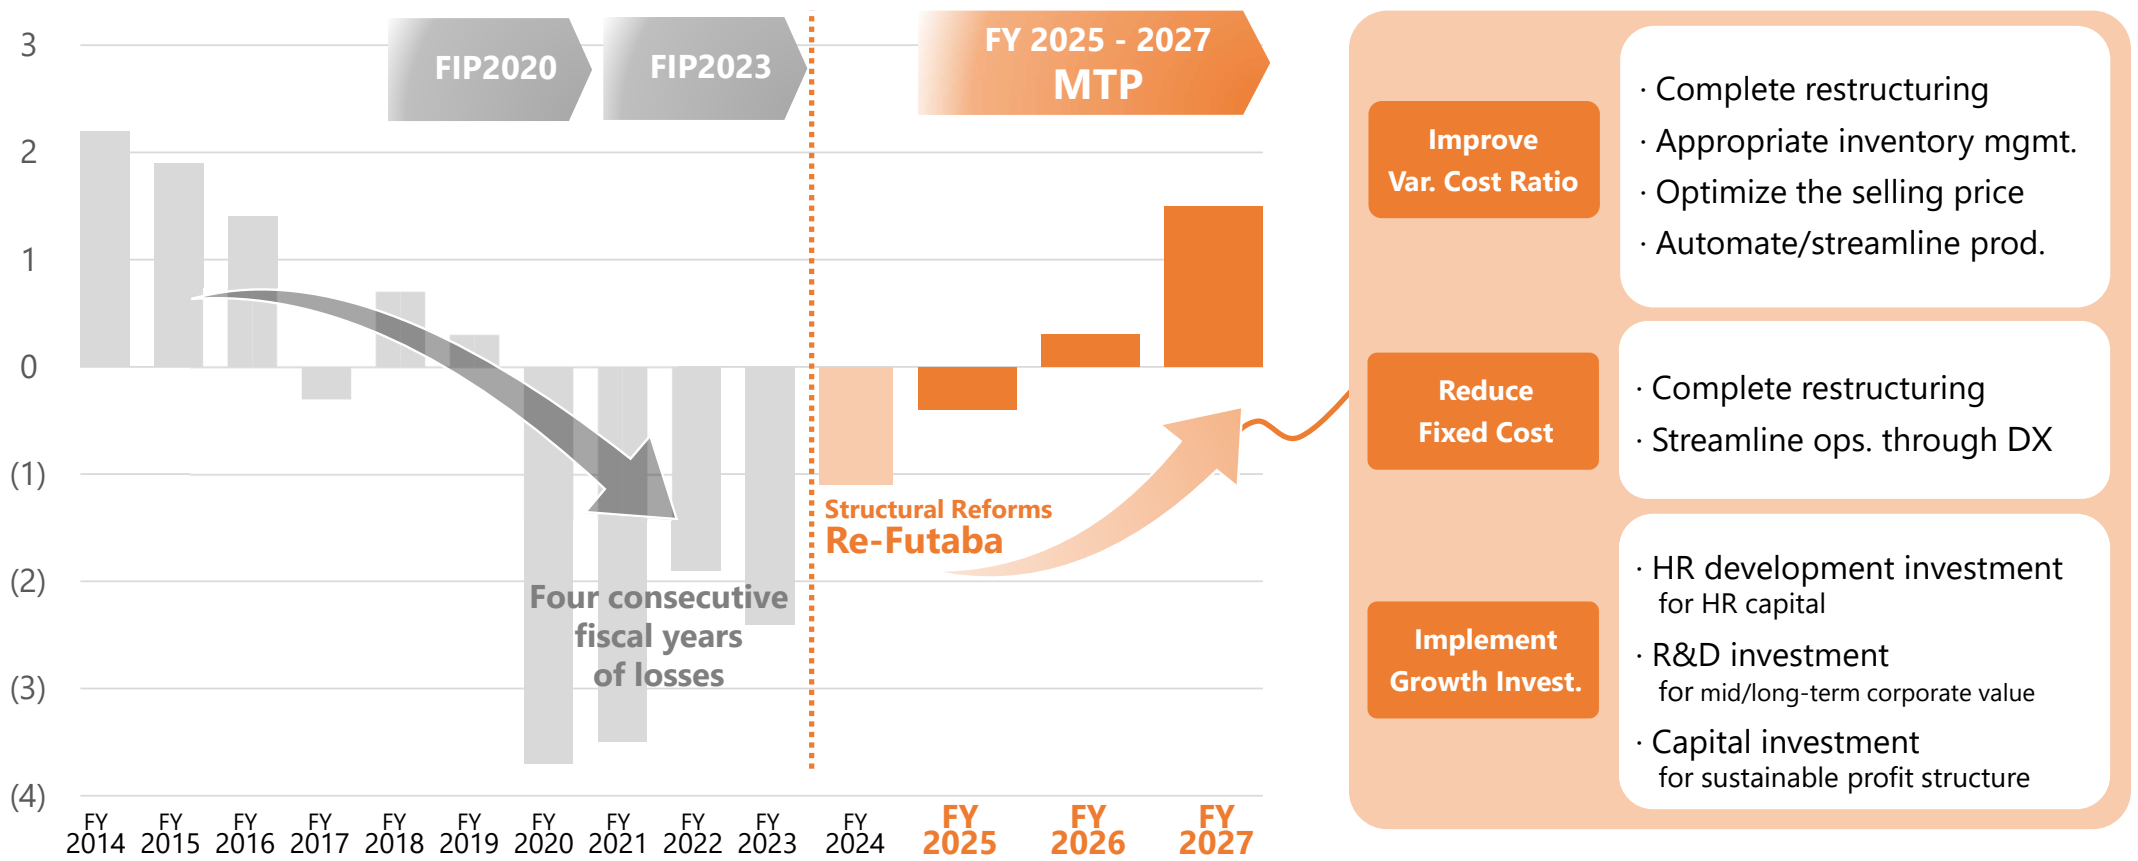 3
2
1
0
(1)
(2)
(3)
(4)
FIP2020
FIP2023
FY 2025 - 2027
MTP
Four consecutive
fiscal years
of losses
Structural Reforms
Re-Futaba
FY
2014
FY
2015
FY
2016
FY
2017
FY
2018
FY
2019
FY
2020
FY
2021
FY
2022
FY
2023
FY
2024
FY
2025
FY
2026
FY
2027
Improve
Var. Cost Ratio
· Complete restructuring
· Appropriate inventory mgmt.
· Optimize the selling price
· Automate/streamline prod.
Reduce
Fixed Cost
· Complete restructuring
· Streamline ops. through DX
Implement
Growth Invest.
· HR development investment
for HR capital
· R&D investment
for mid/long-term corporate value
· Capital investment
for sustainable profit structure